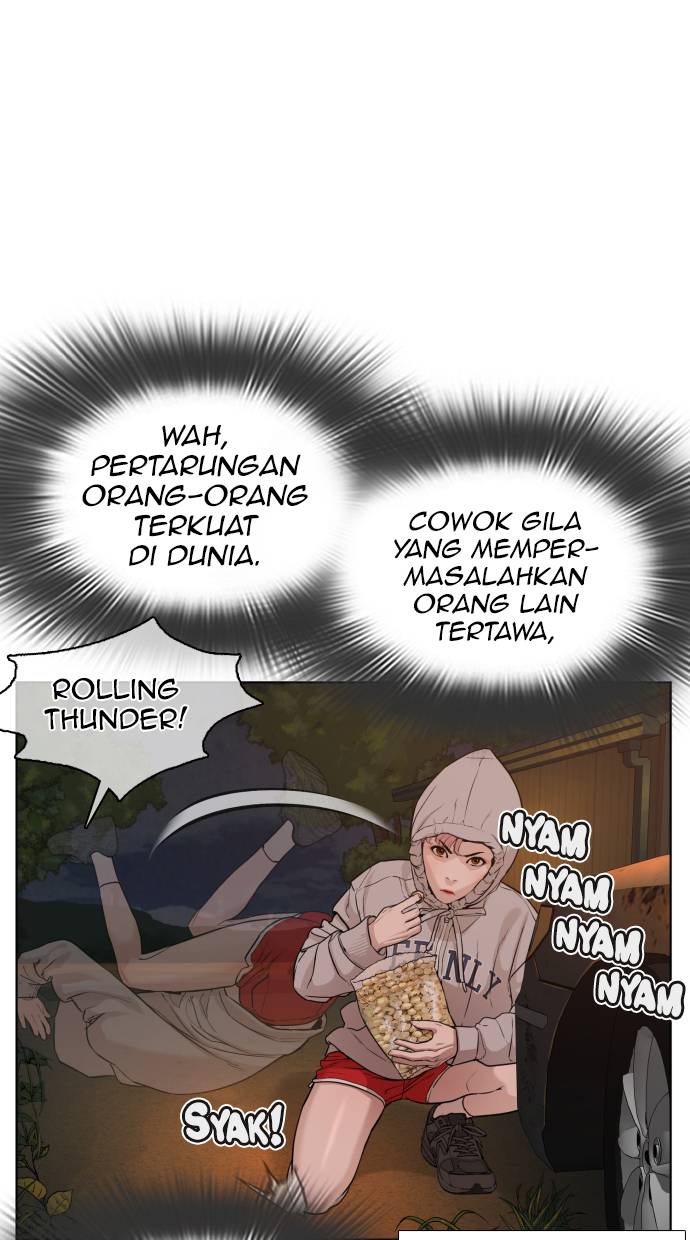 WAH,
PERTARUNGAN
ORANG-ORANG
TERKUAT
DI DUNIA.
COWOK GILA
YANG MEMPER-
MASALAHKAN
ORANG LAIN
TERTAWA,
ROLLING
THUNDER!
NYAM
NYAM
NYAM
NYAM
NLY
SYAK!